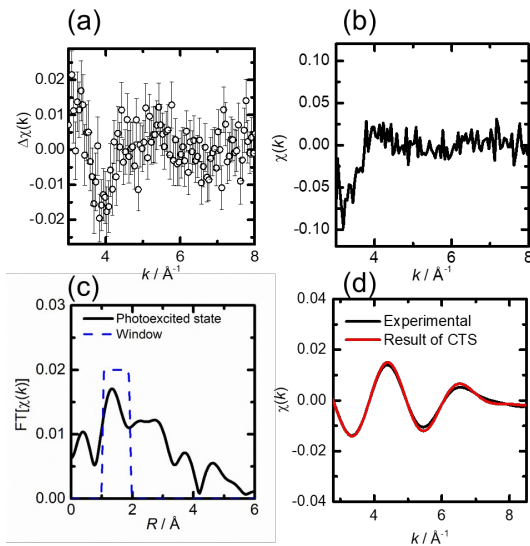 (a)
0.02
0.01
0.00
-0.01
-0.02
Δχ(k)
4
6
8
k / Å⁻¹
(b)
0.10
0.05
0.00
-0.05
-0.10
χ(k)
4
6
8
k / Å⁻¹
(c)
0.03
0.02
0.01
0.00
FT[χ(k)]
Photoexcited state
Window
0
2
4
6
R / Å
(d)
0.04
0.02
0.00
-0.02
-0.04
χ(k)
Experimental
Result of CTS
4
6
8
k / Å⁻¹